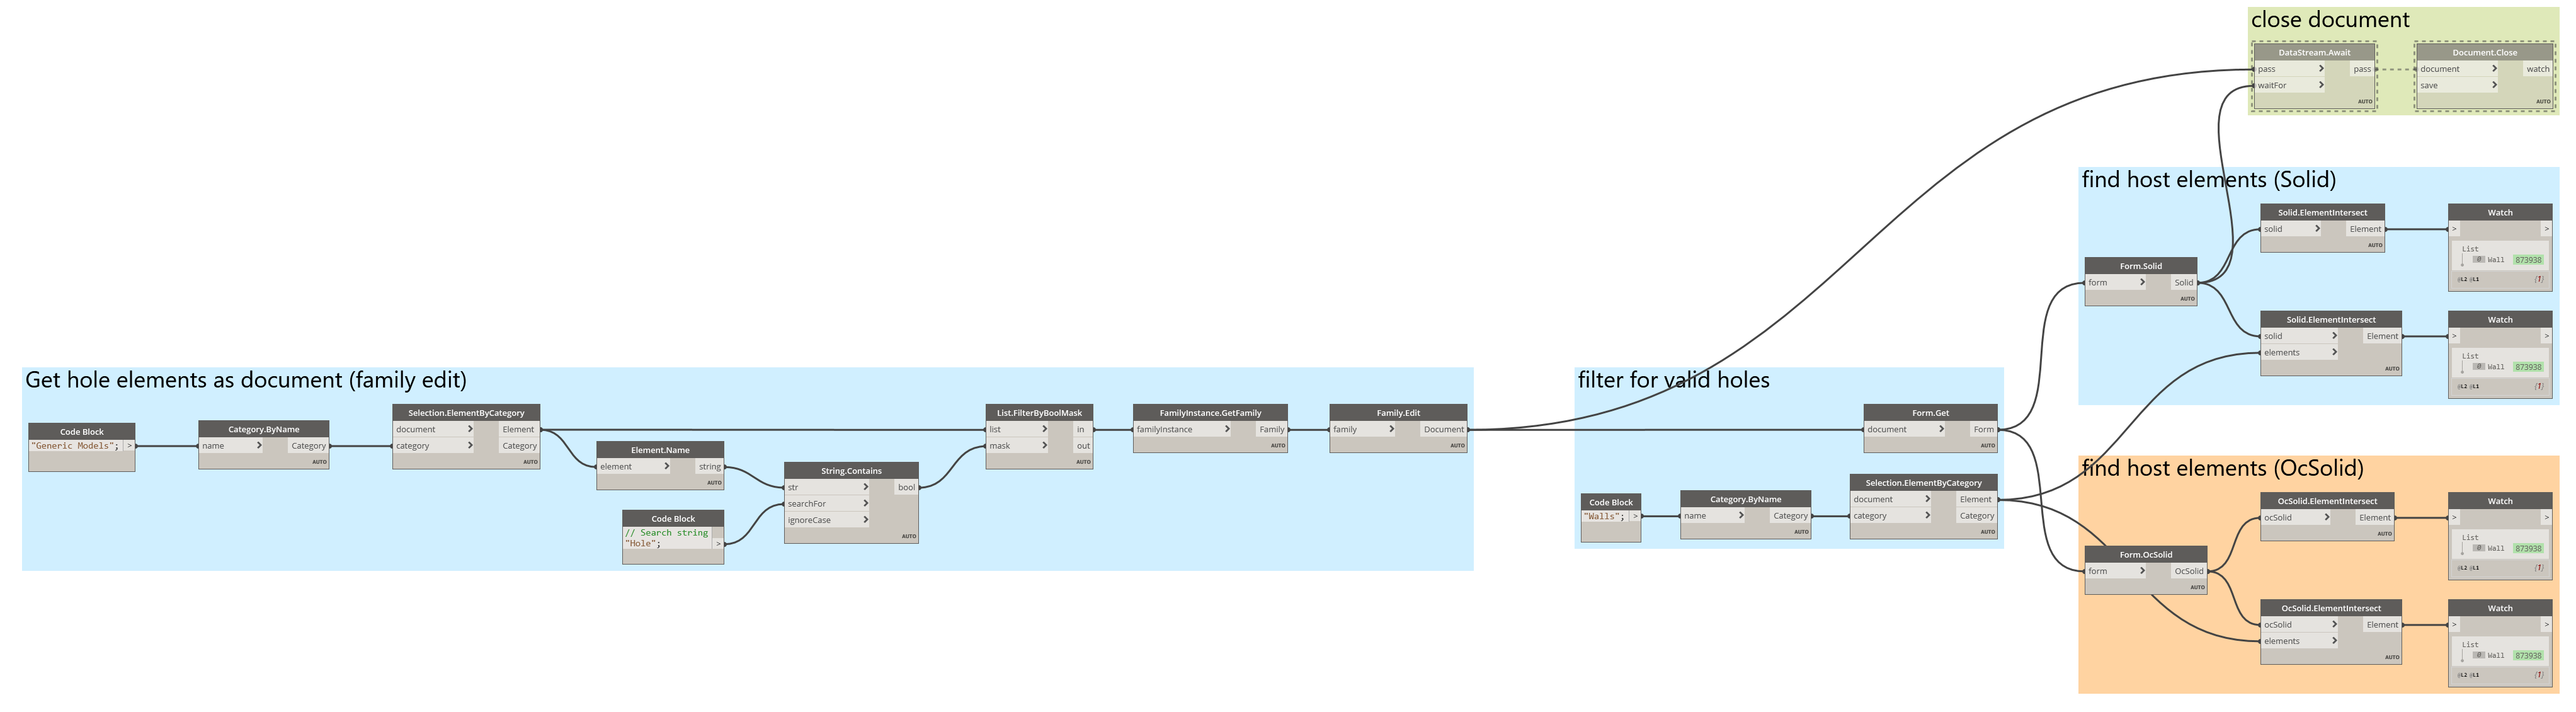 close document
DataStream.Await
pass > pass
waitFor >
AUTO
Document.Close
document > watch
save >
AUTO
find host elements (Solid)
Form.Solid
form > Solid
AUTO
Solid.ElementIntersect
solid > Element
AUTO
Watch
> >
List
0 Wall 873938
@L2 @L1 {1}
Solid.ElementIntersect
solid > Element
elements >
AUTO
Watch
> >
List
0 Wall 873938
@L2 @L1 {1}
Get hole elements as document (family edit)
Code Block
"Generic Models"; >
Category.ByName
name > Category
AUTO
Selection.ElementByCategory
document > Element
category > Category
AUTO
Element.Name
element > string
AUTO
Code Block
// Search string
"Hole"; >
String.Contains
str > bool
searchFor >
ignoreCase >
AUTO
List.FilterByBoolMask
list > in
mask > out
AUTO
FamilyInstance.GetFamily
familyInstance > Family
AUTO
Family.Edit
family > Document
AUTO
filter for valid holes
Form.Get
document > Form
AUTO
Code Block
"Walls"; >
Category.ByName
name > Category
AUTO
Selection.ElementByCategory
document > Element
category > Category
AUTO
find host elements (OcSolid)
Form.OcSolid
form > OcSolid
AUTO
OcSolid.ElementIntersect
ocSolid > Element
AUTO
Watch
> >
List
0 Wall 873938
@L2 @L1 {1}
OcSolid.ElementIntersect
ocSolid > Element
elements >
AUTO
Watch
> >
List
0 Wall 873938
@L2 @L1 {1}